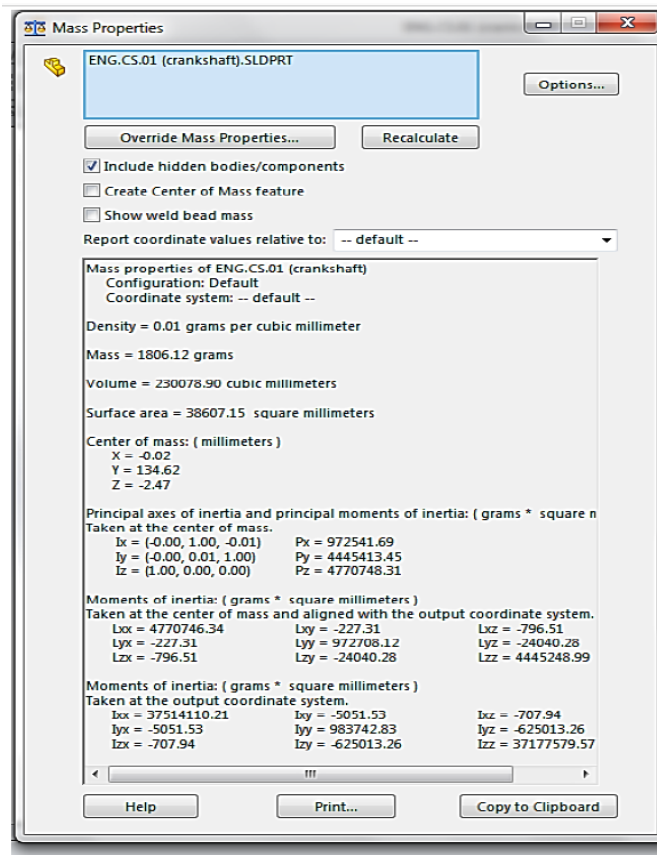 Mass Properties
ENG.CS.01 (crankshaft).SLDPRT
Options...
Override Mass Properties...
Recalculate
Include hidden bodies/components
Create Center of Mass feature
Show weld bead mass
Report coordinate values relative to: -- default --
Mass properties of ENG.CS.01 (crankshaft)
Configuration: Default
Coordinate system: -- default --
Density = 0.01 grams per cubic millimeter
Mass = 1806.12 grams
Volume = 230078.90 cubic millimeters
Surface area = 38607.15 square millimeters
Center of mass: ( millimeters )
X = -0.02
Y = 134.62
Z = -2.47
Principal axes of inertia and principal moments of inertia: ( grams * square m
Taken at the center of mass.
Ix = (-0.00, 1.00, -0.01) Px = 972541.69
Iy = (-0.00, 0.01, 1.00) Py = 4445413.45
Iz = (1.00, 0.00, 0.00) Pz = 4770748.31
Moments of inertia: ( grams * square millimeters )
Taken at the center of mass and aligned with the output coordinate system.
Lxx = 4770746.34 Lxy = -227.31 Lxz = -796.51
Lyx = -227.31 Lyy = 972708.12 Lyz = -24040.28
Lzx = -796.51 Lzy = -24040.28 Lzz = 4445248.99
Moments of inertia: ( grams * square millimeters )
Taken at the output coordinate system.
Ixx = 37514110.21 Ixy = -5051.53 Ixz = -707.94
Iyx = -5051.53 Iyy = 983742.83 Iyz = -625013.26
Izx = -707.94 Izy = -625013.26 Izz = 37177579.57
Help
Print...
Copy to Clipboard